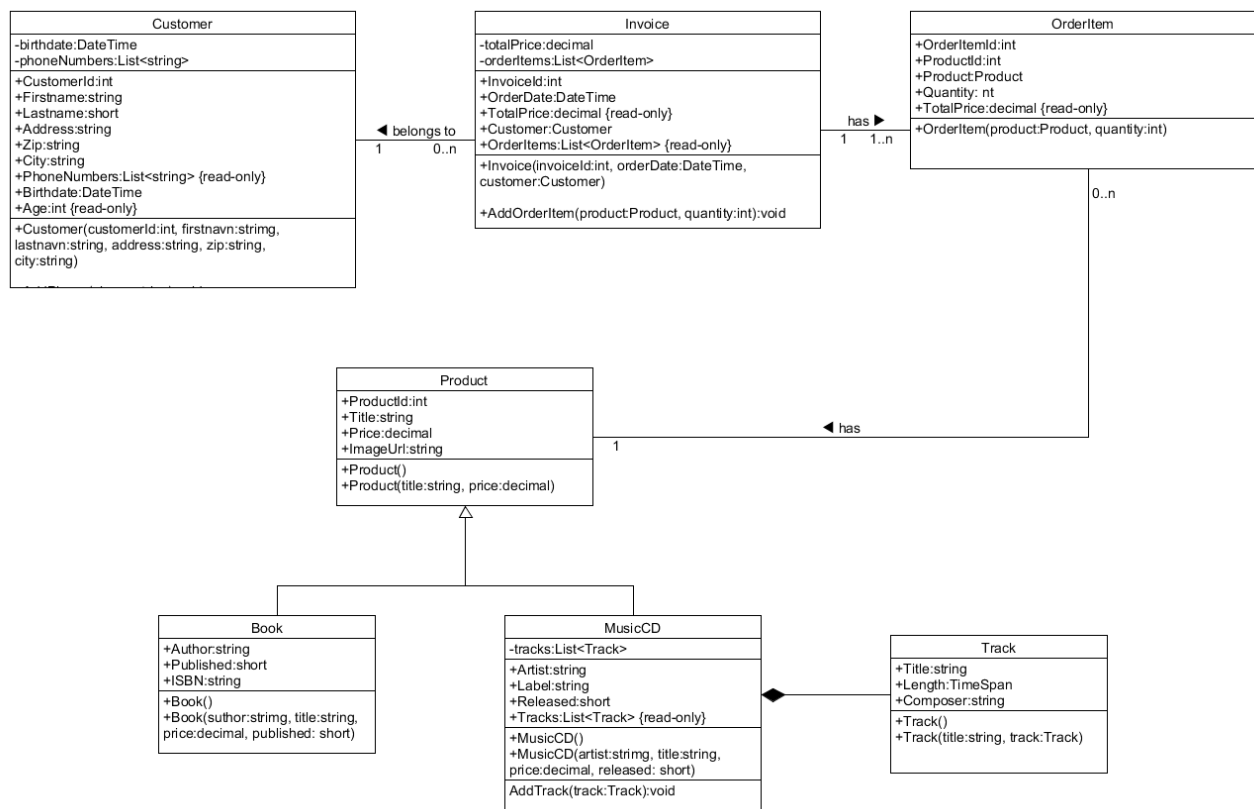 Customer
-birthdate:DateTime
-phoneNumbers:List<string>
+CustomerId:int
+Firstname:string
+Lastname:short
+Address:string
+Zip:string
+City:string
+PhoneNumbers:List<string> {read-only}
+Birthdate:DateTime
+Age:int {read-only}
+Customer(customerId:int, firstnavn:strimg,
lastnavn:string, address:string, zip:string,
city:string)
◀ belongs to
1
0..n
Invoice
-totalPrice:decimal
-orderItems:List<OrderItem>
+InvoiceId:int
+OrderDate:DateTime
+TotalPrice:decimal {read-only}
+Customer:Customer
+OrderItems:List<OrderItem> {read-only}
+Invoice(invoiceId:int, orderDate:DateTime,
customer:Customer)
+AddOrderItem(product:Product, quantity:int):void
has ▶
1
1..n
OrderItem
+OrderItemId:int
+ProductId:int
+Product:Product
+Quantity: nt
+TotalPrice:decimal {read-only}
+OrderItem(product:Product, quantity:int)
0..n
◀ has
1
Product
+ProductId:int
+Title:string
+Price:decimal
+ImageUrl:string
+Product()
+Product(title:string, price:decimal)
Book
+Author:string
+Published:short
+ISBN:string
+Book()
+Book(suthor:strimg, title:string,
price:decimal, published: short)
MusicCD
-tracks:List<Track>
+Artist:string
+Label:string
+Released:short
+Tracks:List<Track> {read-only}
+MusicCD()
+MusicCD(artist:strimg, title:string,
price:decimal, released: short)
AddTrack(track:Track):void
Track
+Title:string
+Length:TimeSpan
+Composer:string
+Track()
+Track(title:string, track:Track)